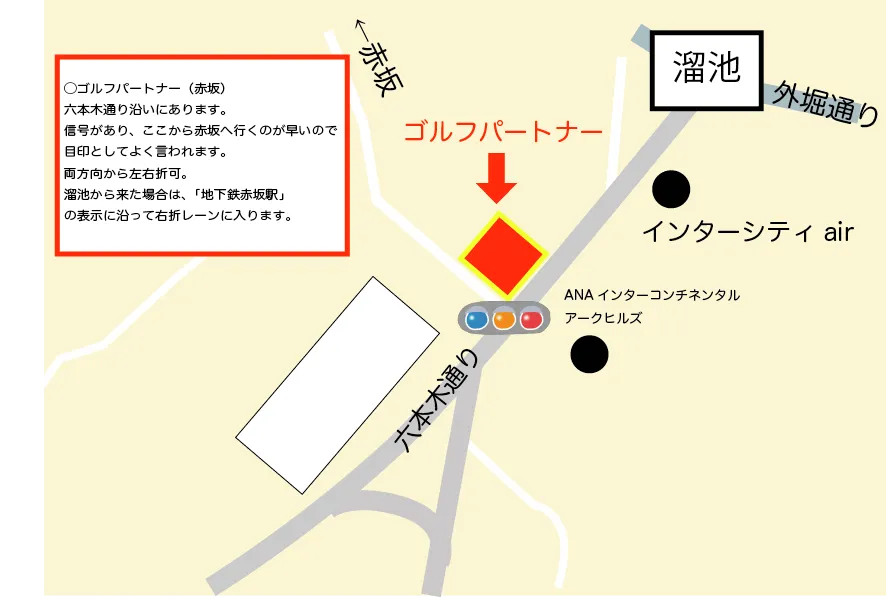 ◯ゴルフパートナー（赤坂）
六本木通り沿いにあります。
信号があり、ここから赤坂へ行くのが早いので
目印としてよく言われます。
両方向から左右折可。
溜池から来た場合は、「地下鉄赤坂駅」
の表示に沿って右折レーンに入ります。
←赤坂
溜池
外堀通り
ゴルフパートナー
インターシティ air
ANA インターコンチネンタル
アークヒルズ
六本木通り